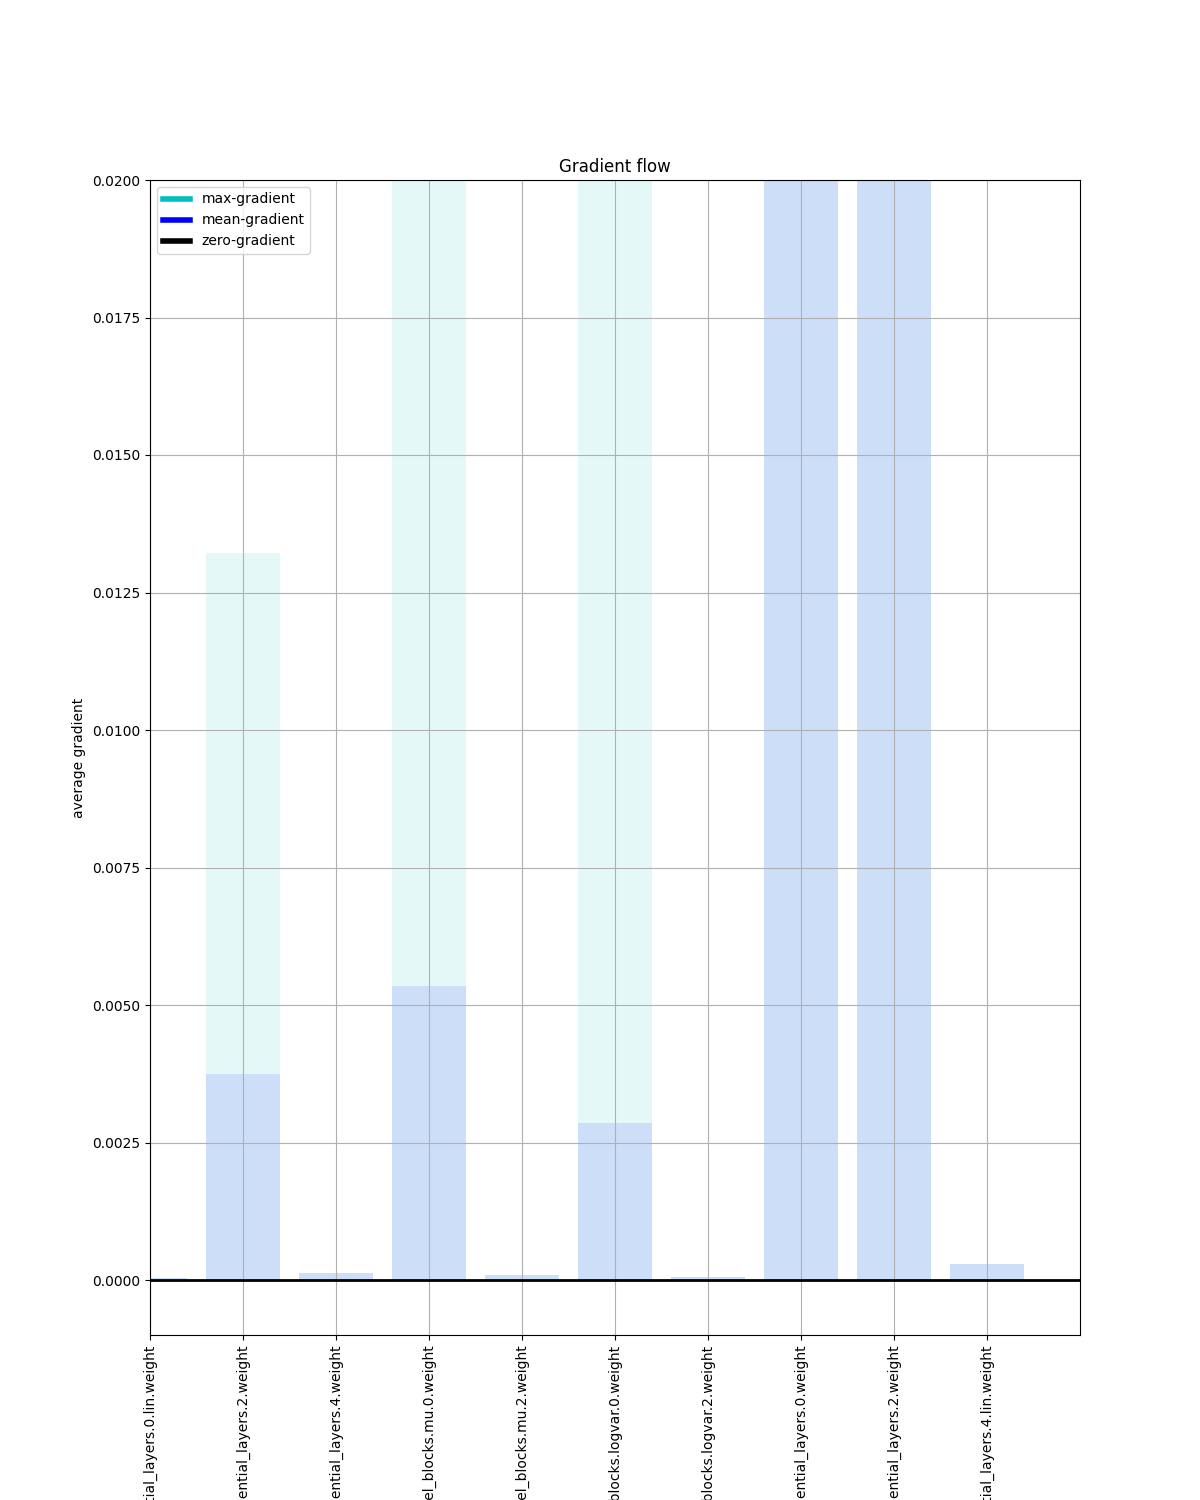 Gradient flow
max-gradient
mean-gradient
zero-gradient
0.0200
0.0175
0.0150
0.0125
0.0100
0.0075
0.0050
0.0025
0.0000
average gradient
tial_layers.0.lin.weight
ential_layers.2.weight
ential_layers.4.weight
el_blocks.mu.0.weight
el_blocks.mu.2.weight
blocks.logvar.0.weight
blocks.logvar.2.weight
ential_layers.0.weight
ential_layers.2.weight
tial_layers.4.lin.weight